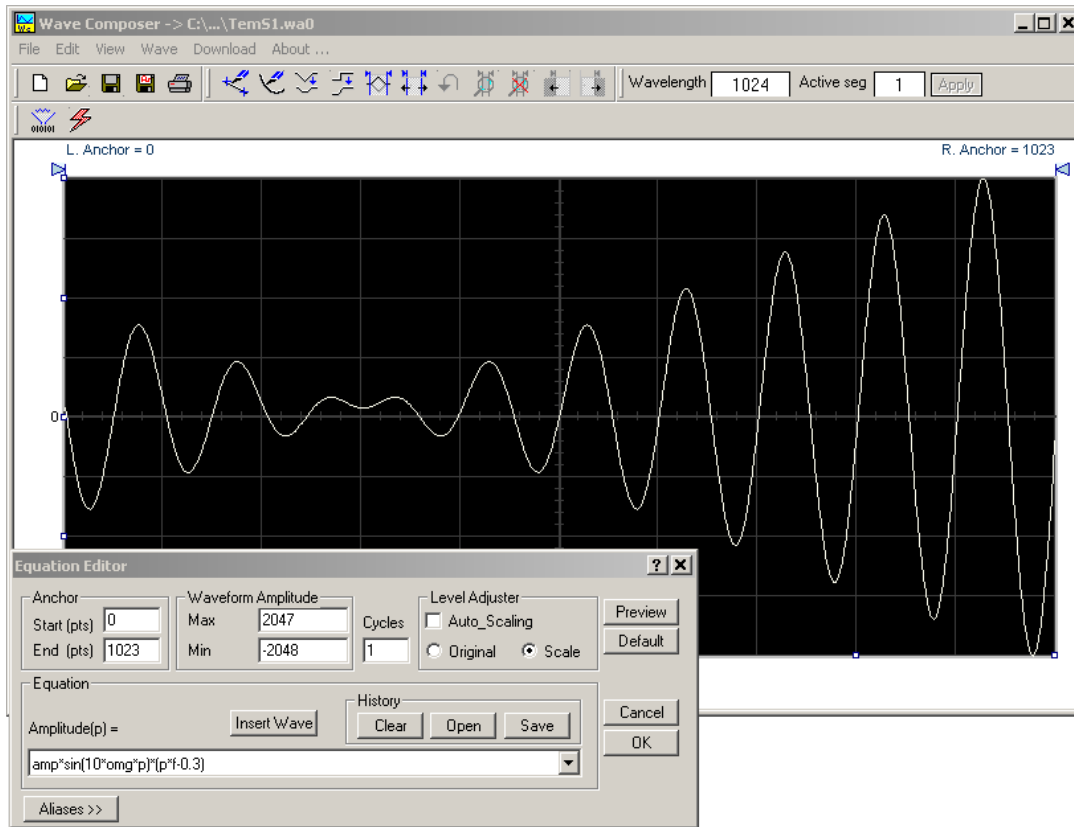 Wave Composer -> C:\...\TemS1.wa0
File Edit View Wave Download About ...
Wavelength 1024 Active seg 1 Apply
010101
L. Anchor = 0 R. Anchor = 1023
0
Equation Editor
Anchor
Start (pts) 0
End (pts) 1023
Waveform Amplitude
Max 2047
Min -2048
Cycles
1
Level Adjuster
Auto_Scaling
Original Scale
Preview
Default
Equation
Amplitude(p) =
Insert Wave
History
Clear Open Save
amp*sin(10*omg*p)*(p*f-0.3)
Cancel
OK
Aliases >>